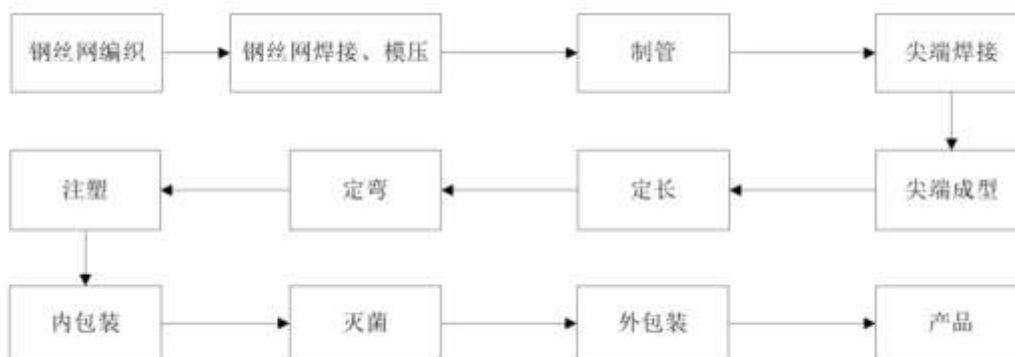 钢丝网编织
钢丝网焊接、模压
制管
尖端焊接
尖端成型
定长
定弯
注塑
内包装
灭菌
外包装
产品